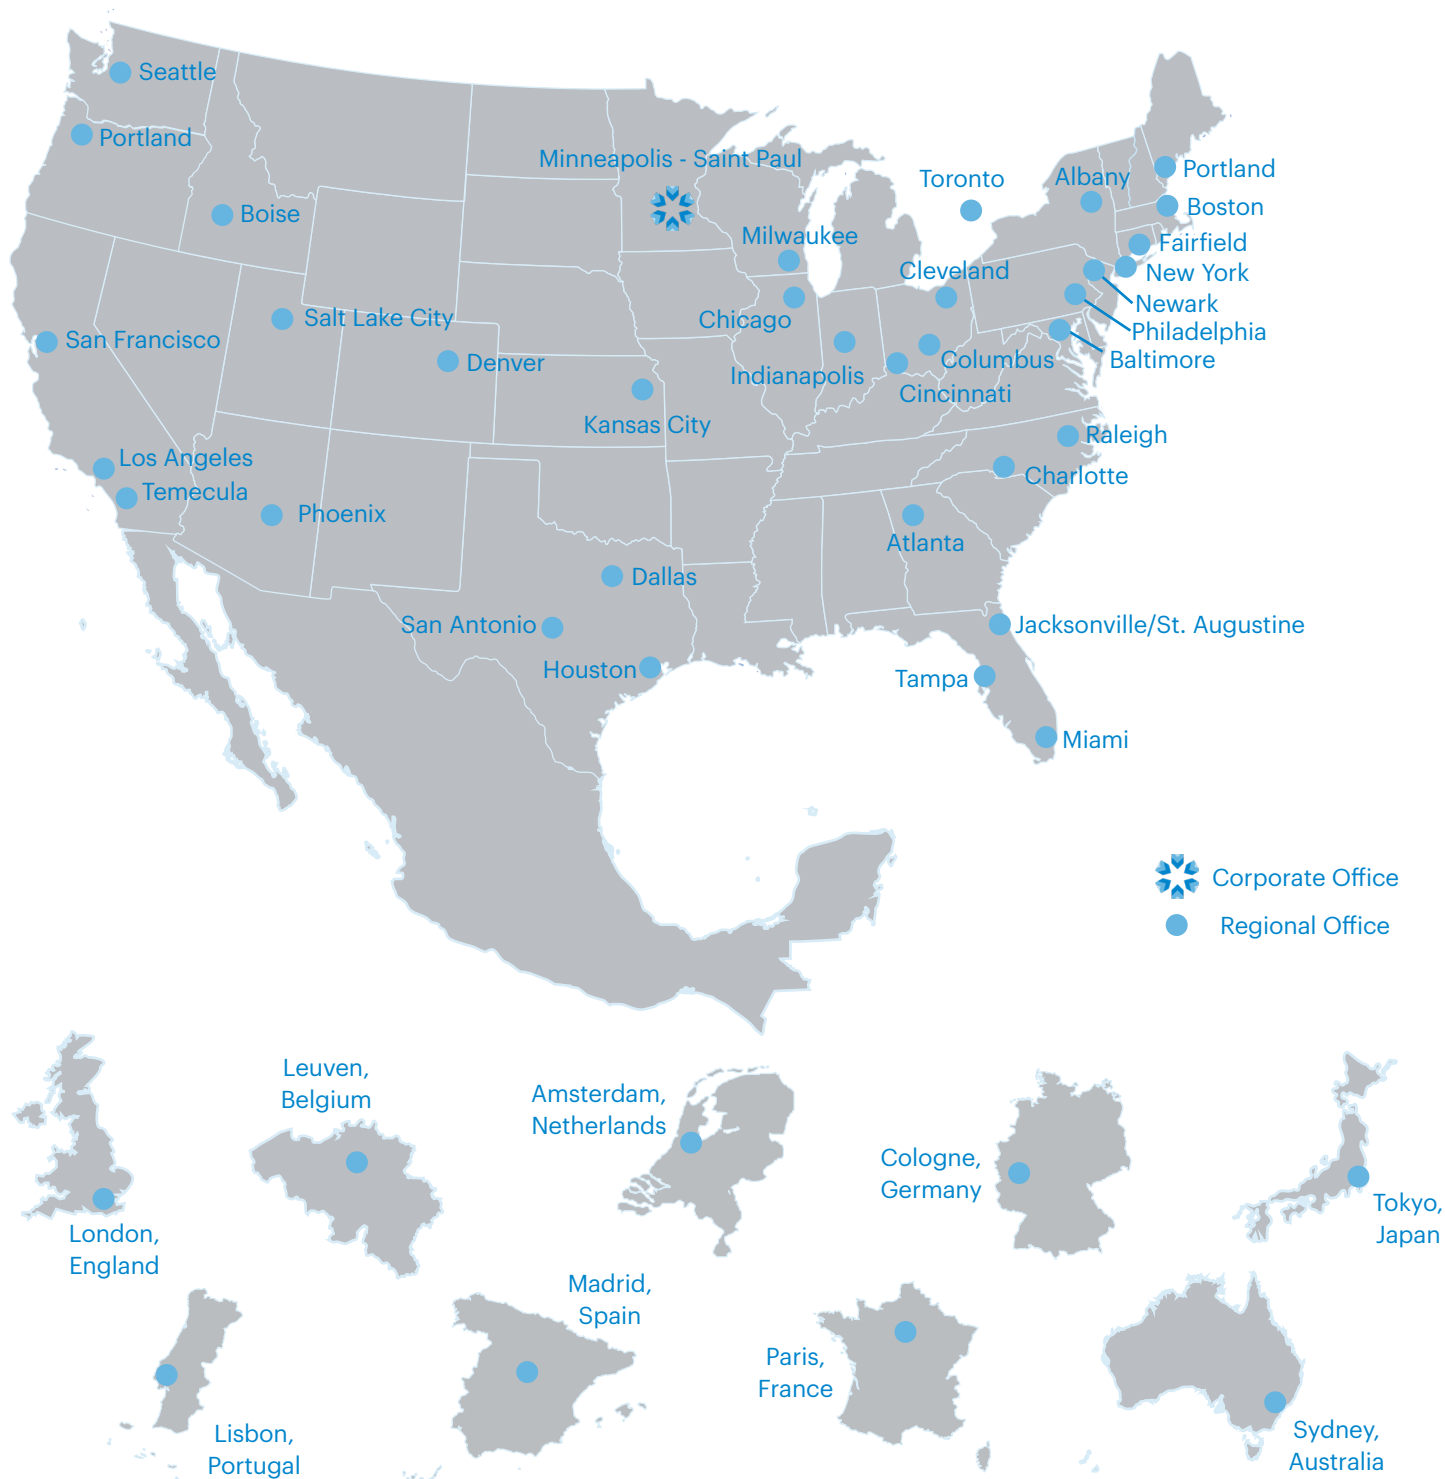 Seattle
Portland
Minneapolis - Saint Paul
Toronto
Albany
Portland
Boise
Boston
Milwaukee
Fairfield
Cleveland
New York
Newark
Salt Lake City
Chicago
Philadelphia
San Francisco
Denver
Indianapolis
Columbus
Baltimore
Cincinnati
Kansas City
Raleigh
Los Angeles
Charlotte
Temecula
Phoenix
Atlanta
Dallas
San Antonio
Jacksonville/St. Augustine
Houston
Tampa
Miami
Corporate Office
Regional Office
Leuven,
Belgium
Amsterdam,
Netherlands
Cologne,
Germany
Tokyo,
Japan
London,
England
Madrid,
Spain
Paris,
France
Lisbon,
Portugal
Sydney,
Australia